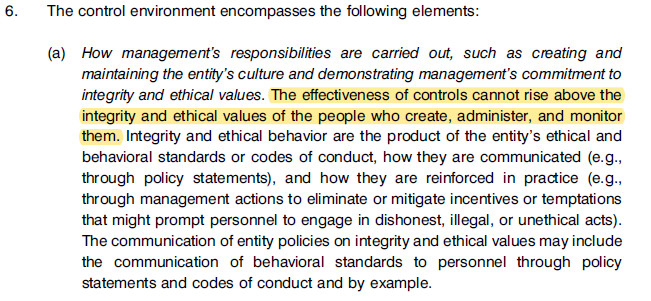 6. The control environment encompasses the following elements:
(a) How management's responsibilities are carried out, such as creating and
maintaining the entity's culture and demonstrating management's commitment to
integrity and ethical values. The effectiveness of controls cannot rise above the
integrity and ethical values of the people who create, administer, and monitor
them. Integrity and ethical behavior are the product of the entity's ethical and
behavioral standards or codes of conduct, how they are communicated (e.g.,
through policy statements), and how they are reinforced in practice (e.g.,
through management actions to eliminate or mitigate incentives or temptations
that might prompt personnel to engage in dishonest, illegal, or unethical acts).
The communication of entity policies on integrity and ethical values may include
the communication of behavioral standards to personnel through policy
statements and codes of conduct and by example.